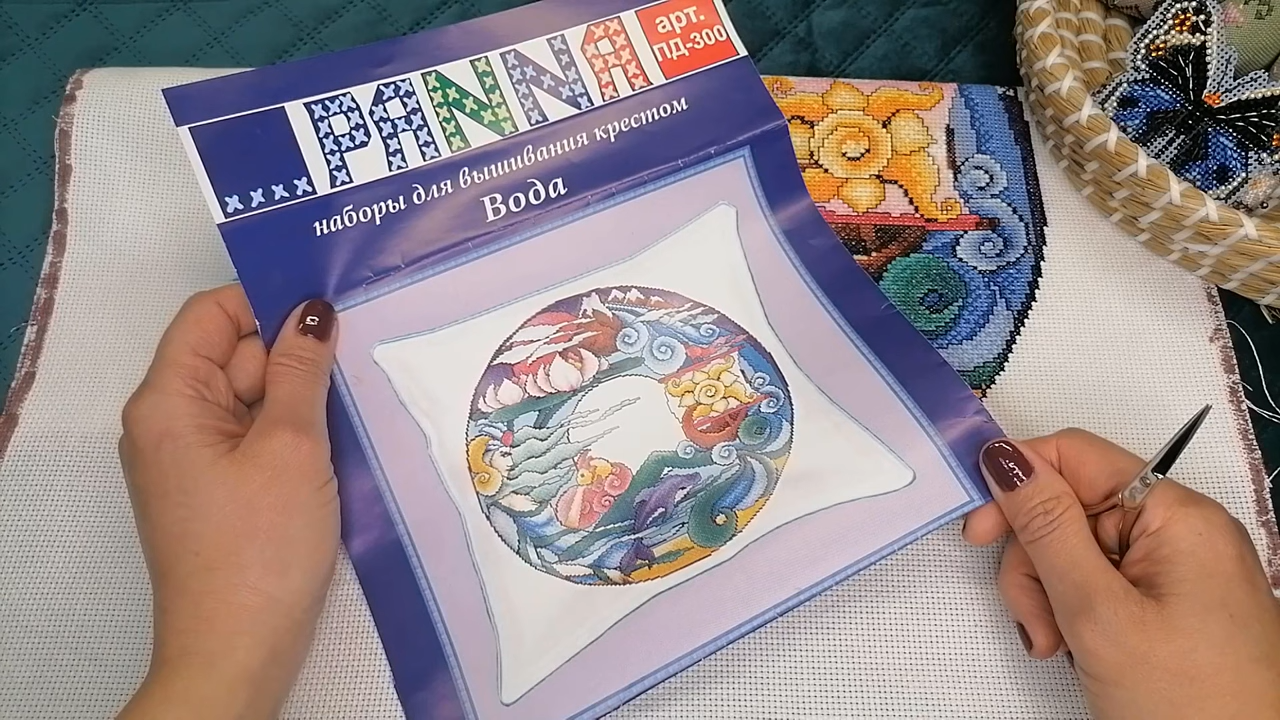 PANNA
арт.
ПД-300
наборы для вышивания крестом
Вода